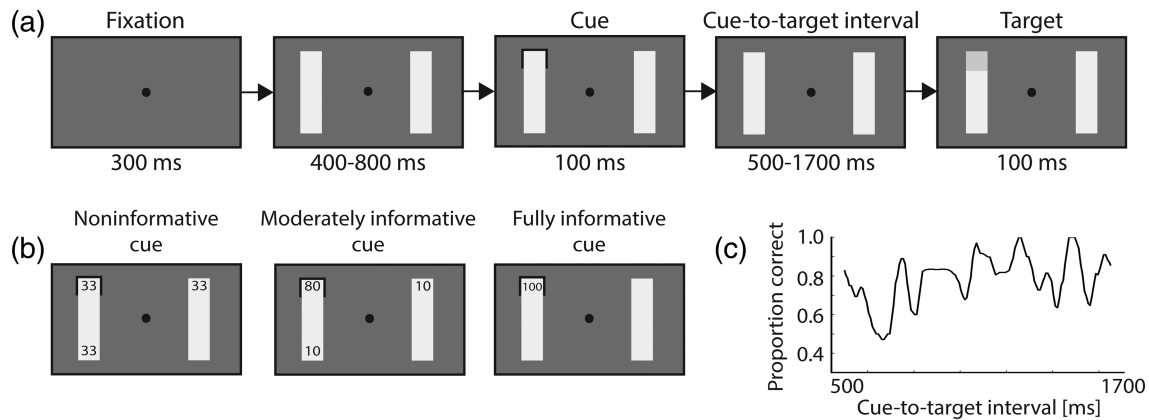 (a)
Fixation
Cue
Cue-to-target interval
Target
300 ms
400-800 ms
100 ms
500-1700 ms
100 ms
(b)
Noninformative
cue
Moderately informative
cue
Fully informative
cue
33
33
33
80
10
10
100
(c)
Proportion correct
1.0
0.8
0.6
0.4
500
1700
Cue-to-target interval [ms]